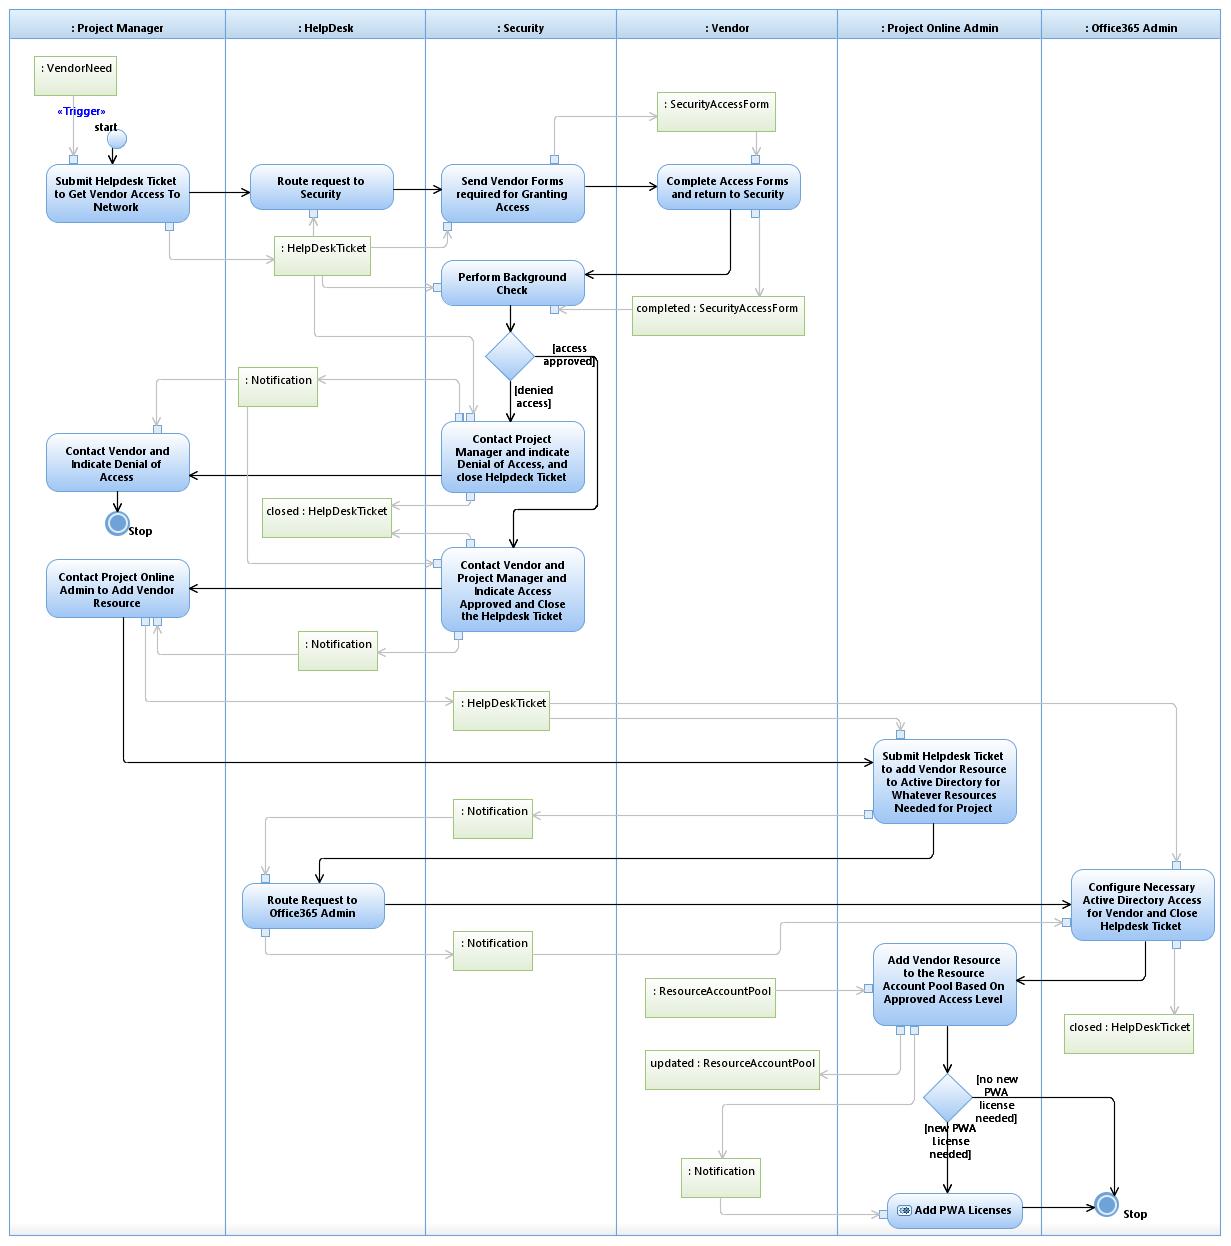 : Project Manager
: HelpDesk
: Security
: Vendor
: Project Online Admin
: Office365 Admin
: VendorNeed
«Trigger»
start
: SecurityAccessForm
Submit Helpdesk Ticket
to Get Vendor Access To
Network
Route request to
Security
Send Vendor Forms
required for Granting
Access
Complete Access Forms
and return to Security
: HelpDeskTicket
Perform Background
Check
completed : SecurityAccessForm
[access
approved]
: Notification
[denied
access]
Contact Vendor and
Indicate Denial of
Access
Contact Project
Manager and indicate
Denial of Access, and
close Helpdeck Ticket
closed : HelpDeskTicket
Stop
Contact Project Online
Admin to Add Vendor
Resource
Contact Vendor and
Project Manager and
Indicate Access
Approved and Close
the Helpdesk Ticket
: Notification
: HelpDeskTicket
Submit Helpdesk Ticket
to add Vendor Resource
to Active Directory for
Whatever Resources
Needed for Project
: Notification
Route Request to
Office365 Admin
Configure Necessary
Active Directory Access
for Vendor and Close
Helpdesk Ticket
: Notification
Add Vendor Resource
to the Resource
Account Pool Based On
Approved Access Level
: ResourceAccountPool
closed : HelpDeskTicket
updated : ResourceAccountPool
[no new
PWA
license
needed]
[new PWA
license
needed]
: Notification
Add PWA Licenses
Stop